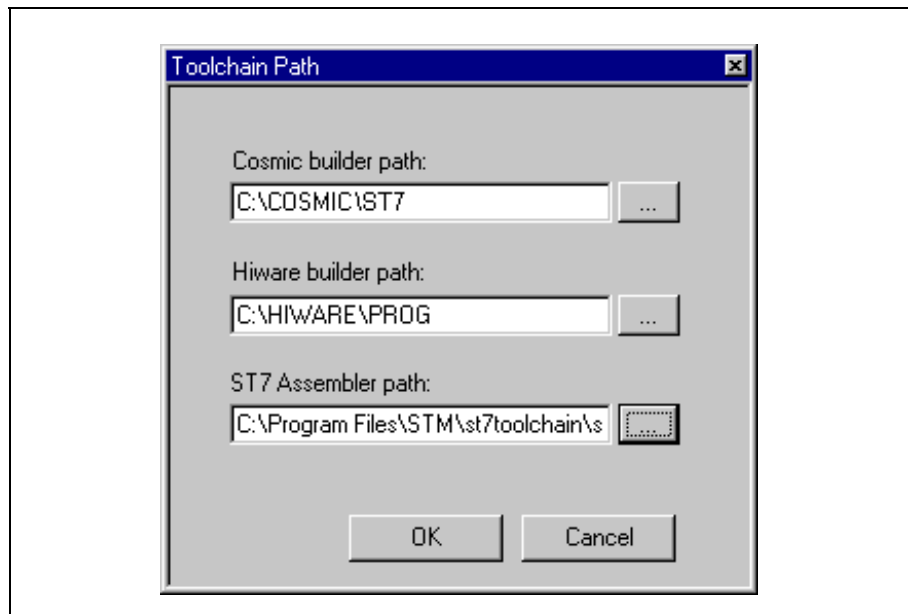 Toolchain Path
Cosmic builder path:
C:\COSMIC\ST7
...
Hiware builder path:
C:\HIWARE\PROG
...
ST7 Assembler path:
C:\Program Files\STM\st7toolchain\s
...
OK
Cancel